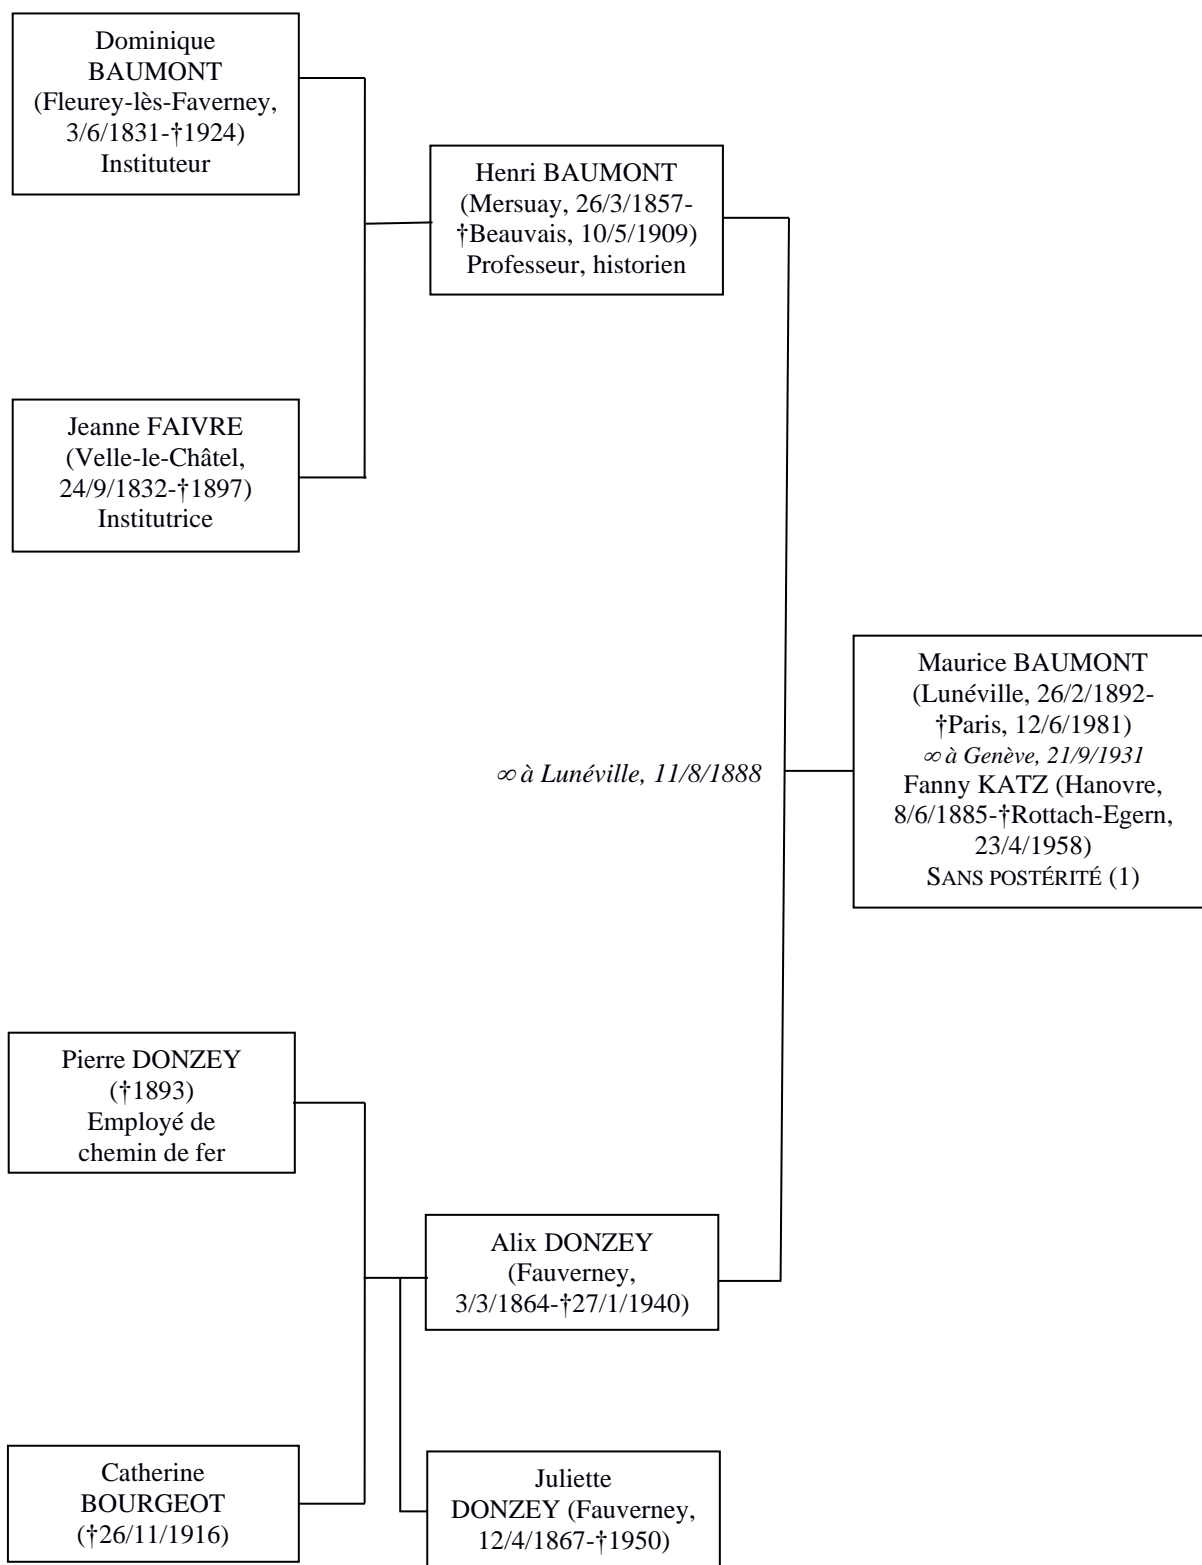 Dominique
BAUMONT
(Fleurey-lès-Faverney,
3/6/1831-†1924)
Instituteur
Henri BAUMONT
(Mersuay, 26/3/1857-
†Beauvais, 10/5/1909)
Professeur, historien
Jeanne FAIVRE
(Velle-le-Châtel,
24/9/1832-†1897)
Institutrice
Maurice BAUMONT
(Lunéville, 26/2/1892-
†Paris, 12/6/1981)
∞ à Genève, 21/9/1931
Fanny KATZ (Hanovre,
8/6/1885-†Rottach-Egern,
23/4/1958)
SANS POSTÉRITÉ (1)
∞ à Lunéville, 11/8/1888
Pierre DONZEY
(†1893)
Employé de
chemin de fer
Alix DONZEY
(Fauverney,
3/3/1864-†27/1/1940)
Catherine
BOURGEOT
(†26/11/1916)
Juliette
DONZEY (Fauverney,
12/4/1867-†1950)